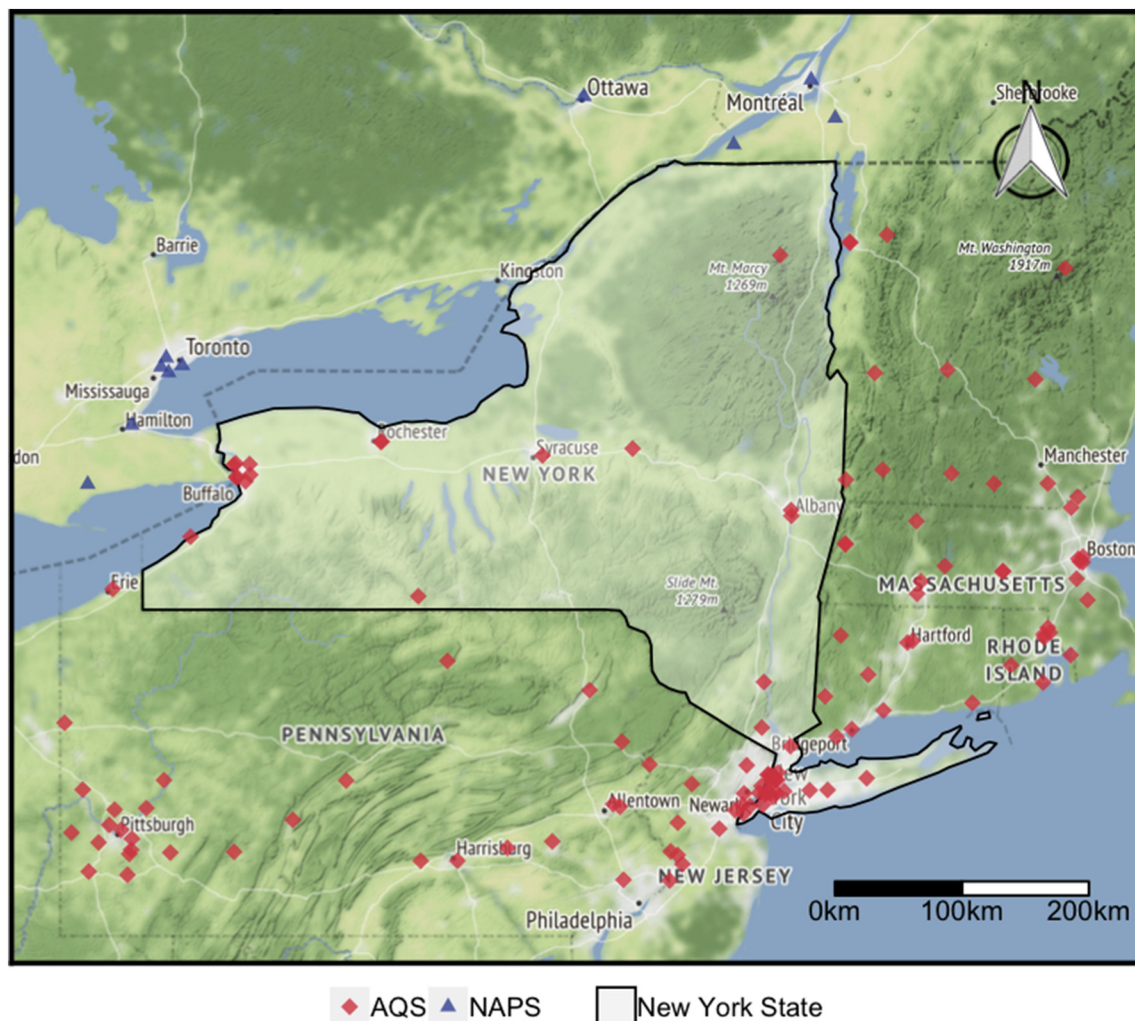 Ottawa
Montréal
Sherbrooke
N
Barrie
Mt. Washington
1917m
Kingston
Mt. Marcy
1269m
Toronto
Mississauga
Hamilton
Rochester
don
Syracuse
NEW YORK
Manchester
Buffalo
Albany
Boston
Erie
Slide Mt.
1279m
MASSACHUSETTS
Hartford
RHODE
ISLAND
PENNSYLVANIA
Bridgeport
New
York
City
Newark
Allentown
Pittsburgh
Harrisburg
NEW JERSEY
Philadelphia
0km 100km 200km
AQS NAPS New York State